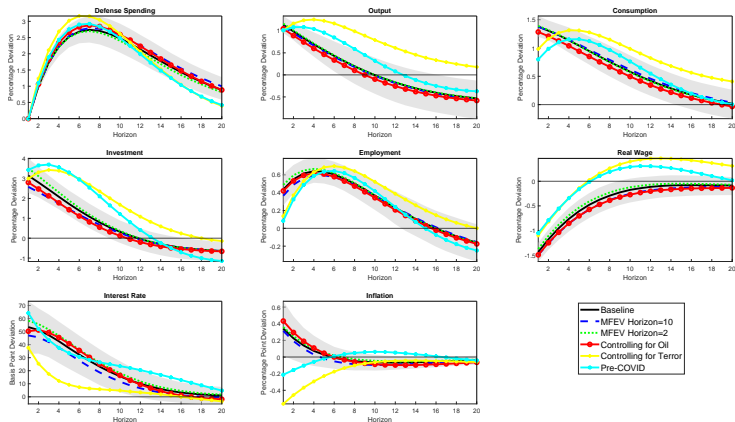 Defense Spending
Output
Consumption
Percentage Deviation
3
2.5
2
1.5
1
0.5
0
2 4 6 8 10 12 14 16 18 20
Horizon
Percentage Deviation
1
0.5
0
-0.5
2 4 6 8 10 12 14 16 18 20
Horizon
Percentage Deviation
1.5
1
0.5
0
2 4 6 8 10 12 14 16 18 20
Horizon
Investment
Employment
Real Wage
Percentage Deviation
4
3
2
1
0
-1
2 4 6 8 10 12 14 16 18 20
Horizon
Percentage Deviation
0.6
0.4
0.2
0
-0.2
2 4 6 8 10 12 14 16 18 20
Horizon
Percentage Deviation
0
-0.5
-1
-1.5
2 4 6 8 10 12 14 16 18 20
Horizon
Interest Rate
Inflation
Basis Point Deviation
70
60
50
40
30
20
10
0
2 4 6 8 10 12 14 16 18 20
Horizon
Percentage Point Deviation
0.6
0.4
0.2
0
-0.2
-0.4
2 4 6 8 10 12 14 16 18 20
Horizon
Baseline
MFEV Horizon=10
MFEV Horizon=2
Controlling for Oil
Controlling for Terror
Pre-COVID